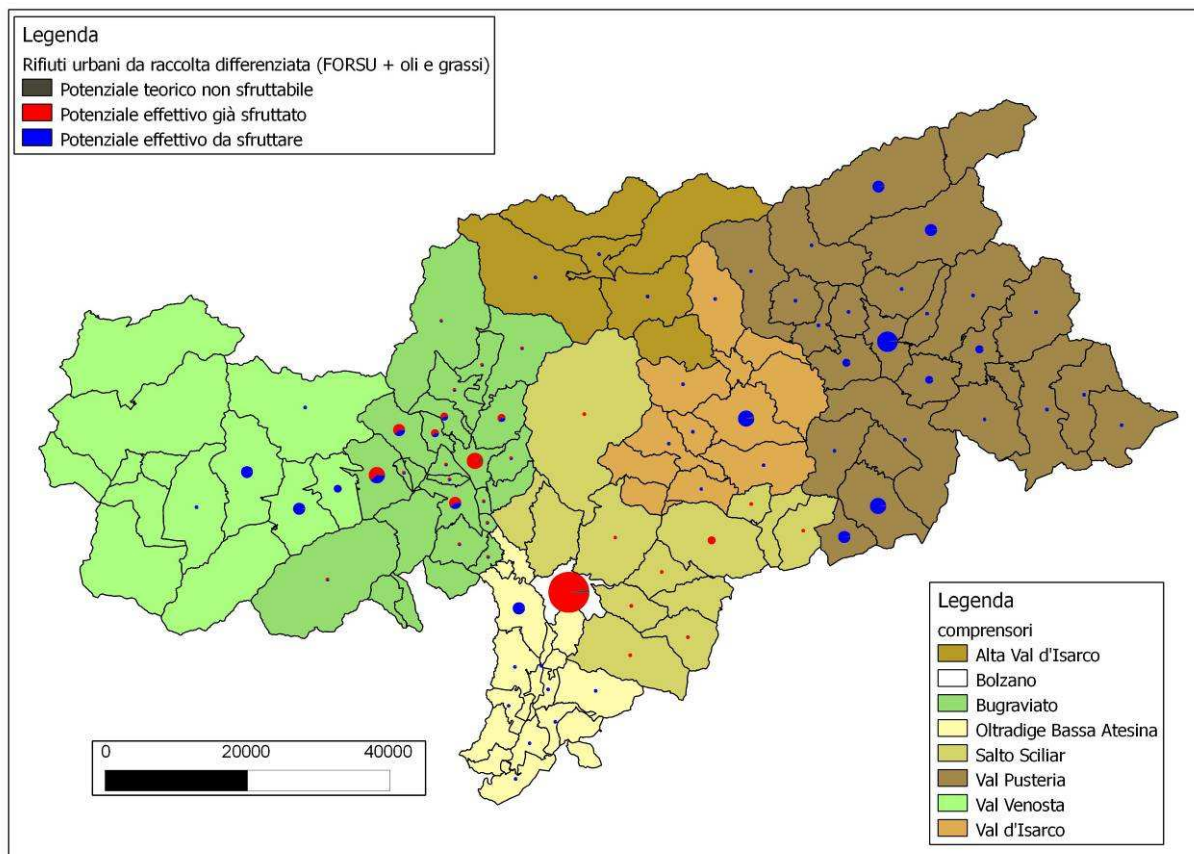 Legenda
Rifiuti urbani da raccolta differenziata (FORSU + oli e grassi)
Potenziale teorico non sfruttabile
Potenziale effettivo già sfruttato
Potenziale effettivo da sfruttare
0 20000 40000
Legenda
comprensori
Alta Val d'Isarco
Bolzano
Bugraviato
Oltradige Bassa Atesina
Salto Sciliar
Val Pusteria
Val Venosta
Val d'Isarco